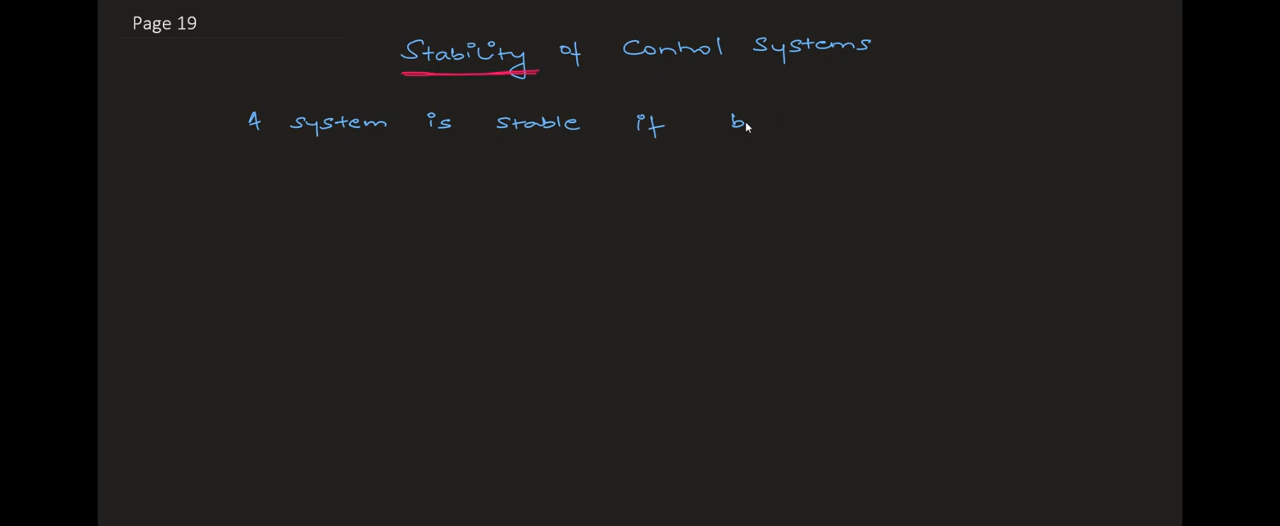 Page 19
Stability of Control Systems
A system is stable if b